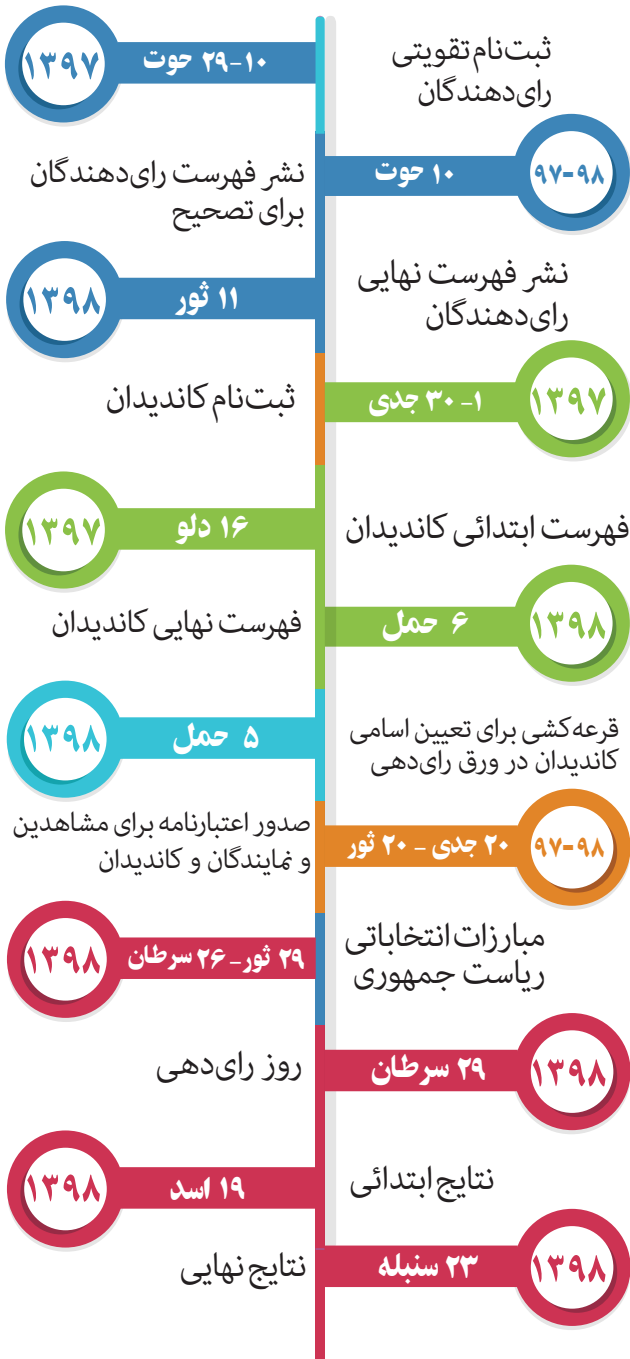 ۱۳۹۷
۱۰-۲۹ حوت
ثبت‌نام تقویتی
رای‌دهندگان
۹۷-۹۸
۱۰ حوت
نشر فهرست رای‌دهندگان
برای تصحیح
۱۳۹۸
۱۱ ثور
نشر فهرست نهایی
رای‌دهندگان
۱۳۹۷
۱- ۳۰ جدی
ثبت‌نام کاندیدان
۱۳۹۷
۱۶ دلو
فهرست ابتدائی کاندیدان
۱۳۹۸
۶ حمل
فهرست نهایی کاندیدان
۱۳۹۸
۵ حمل
قرعه‌کشی برای تعیین اسامی
کاندیدان در ورق رای‌دهی
۹۷-۹۸
۲۰ جدی - ۲۰ ثور
صدور اعتبارنامه برای مشاهدین
و نمایندگان و کاندیدان
۱۳۹۸
۲۹ ثور- ۲۶ سرطان
مبارزات انتخاباتی
ریاست جمهوری
۱۳۹۸
۲۹ سرطان
روز رای‌دهی
۱۳۹۸
۱۹ اسد
نتایج ابتدائی
۱۳۹۸
۲۳ سنبله
نتایج نهایی